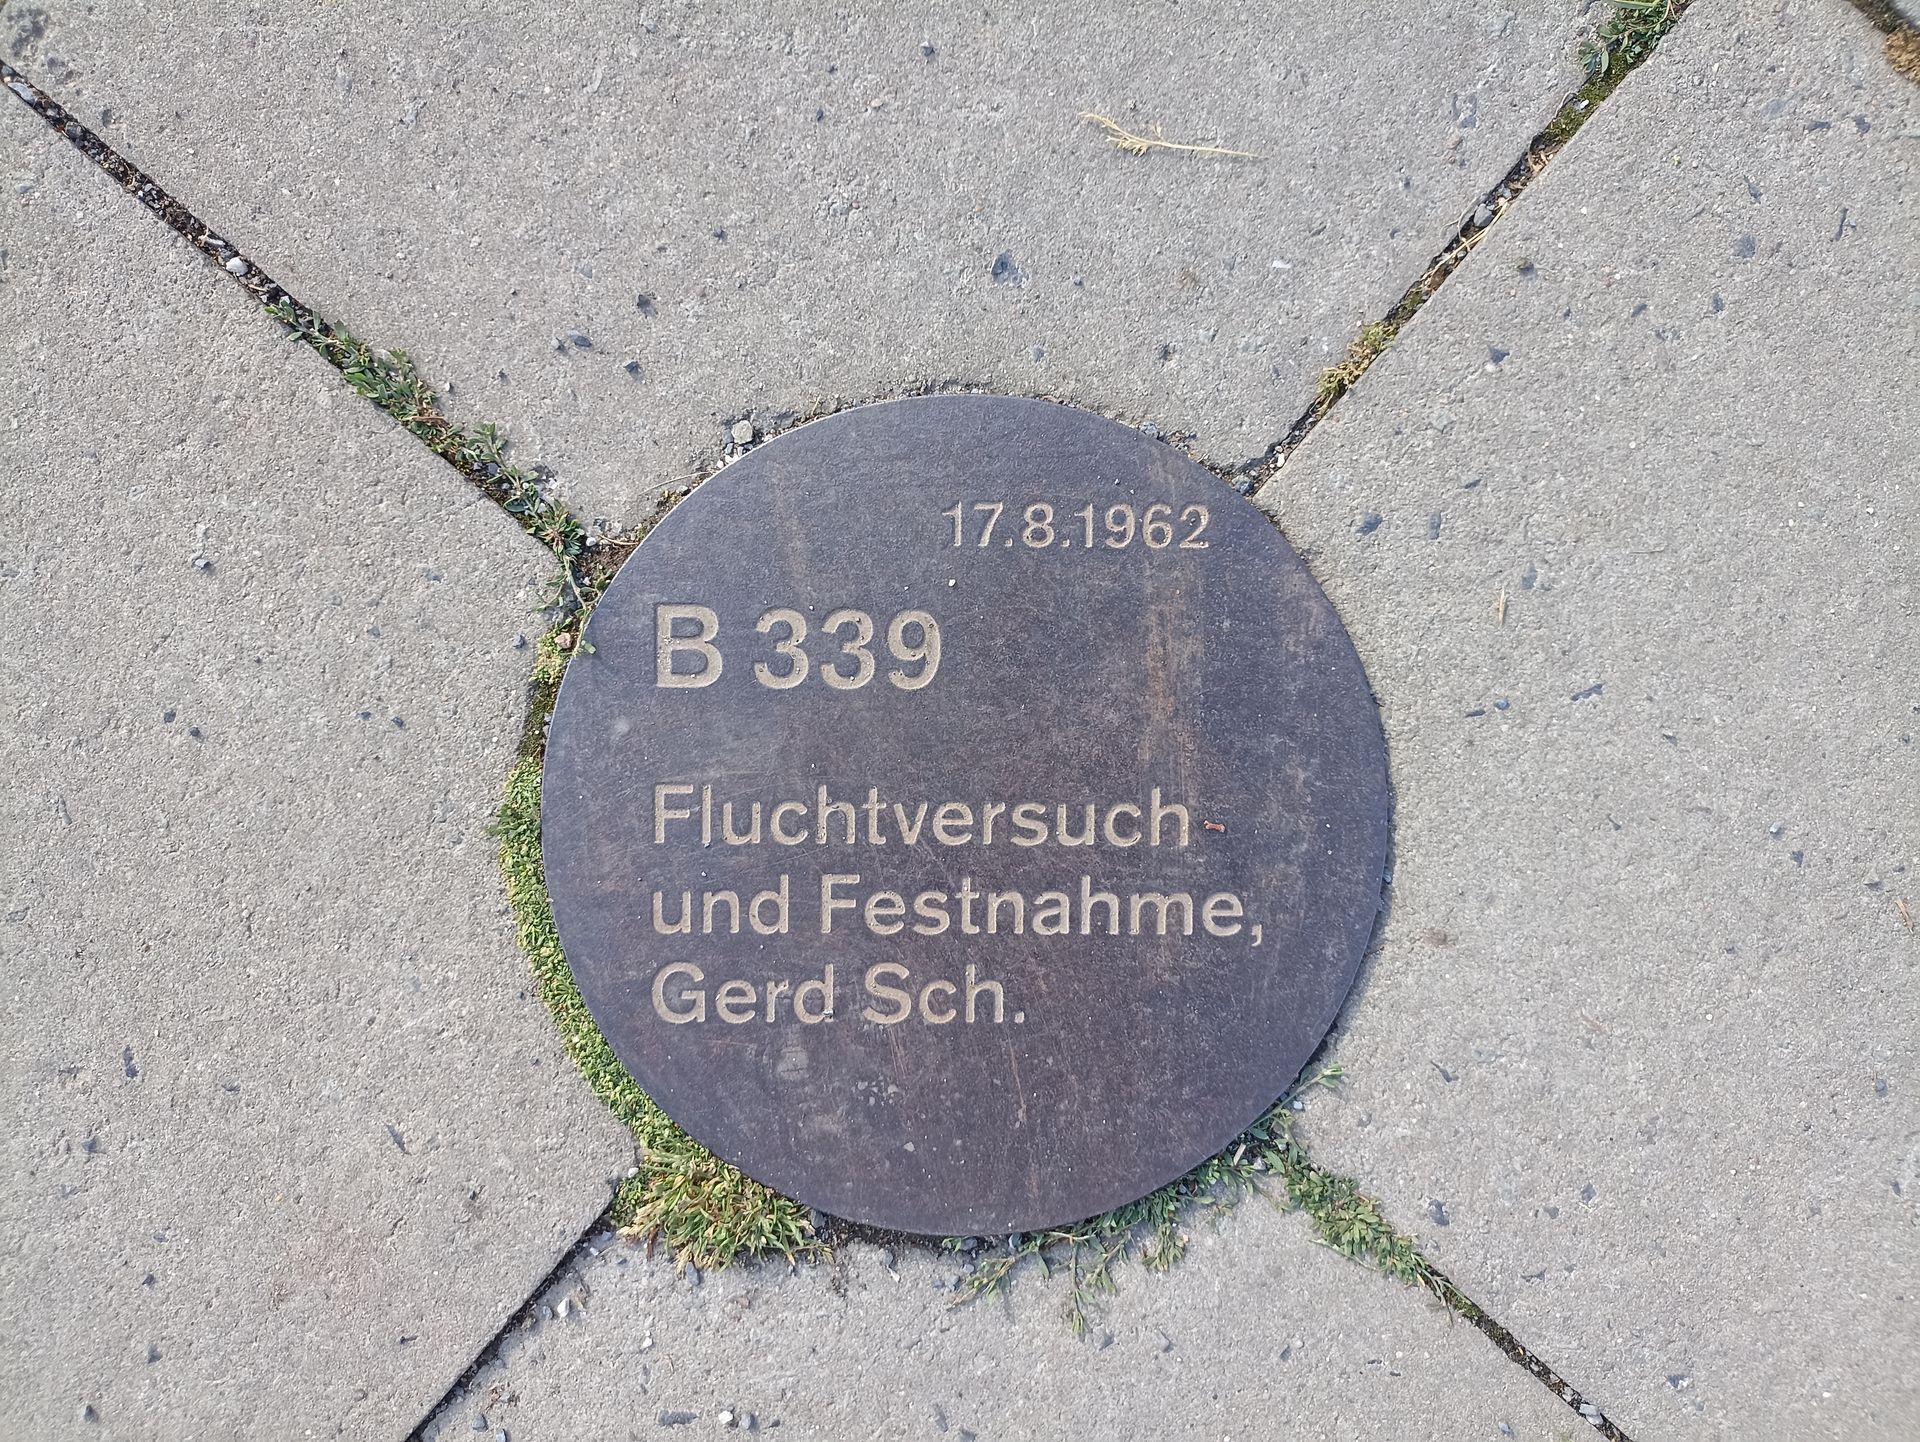 17.8.1962
B 339
Fluchtversuch
und Festnahme,
Gerd Sch.